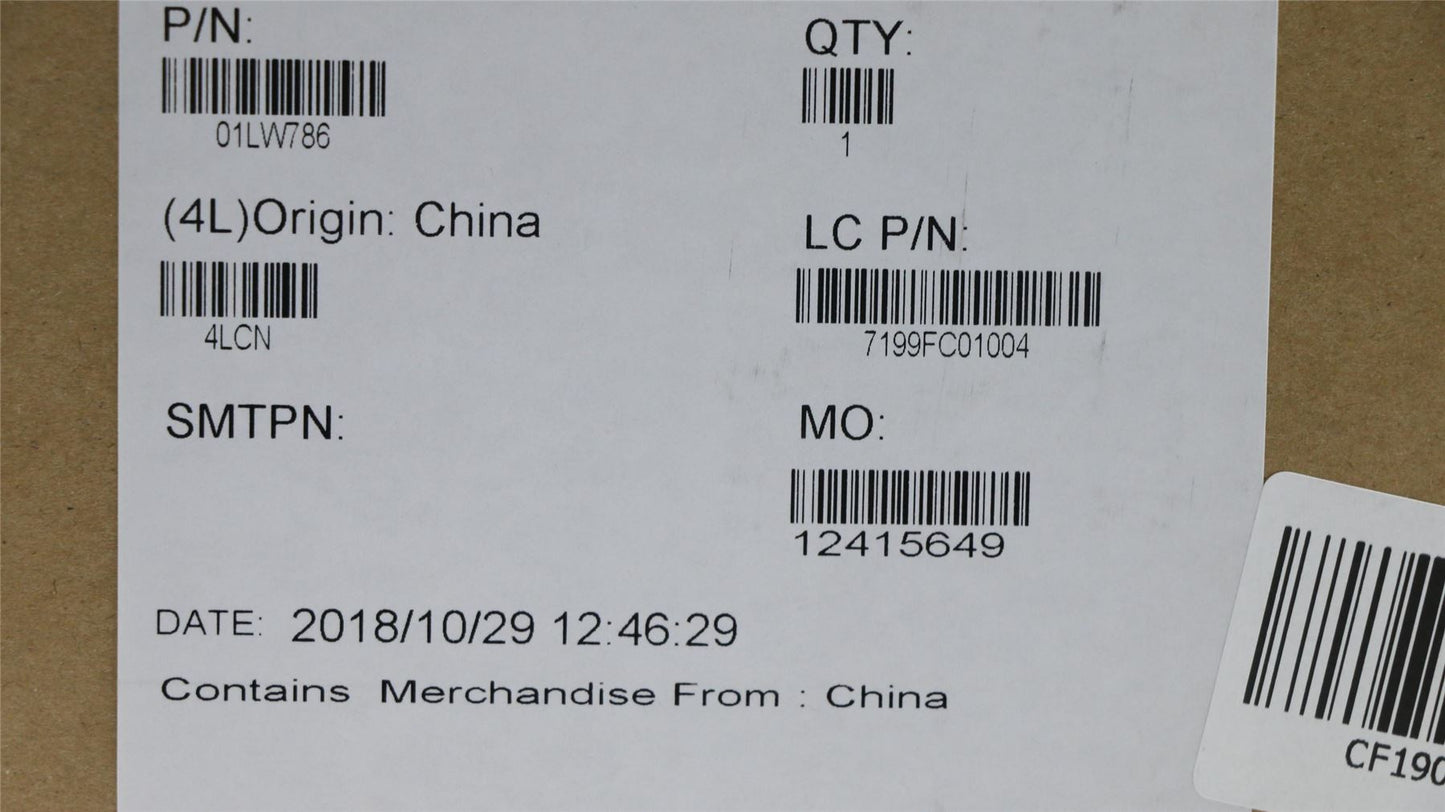 P/N:
01LW786
QTY:
1
(4L)Origin: China
4LCN
LC P/N:
7199FC01004
SMTPN:
MO:
12415649
DATE: 2018/10/29 12:46:29
Contains Merchandise From : China
CF190